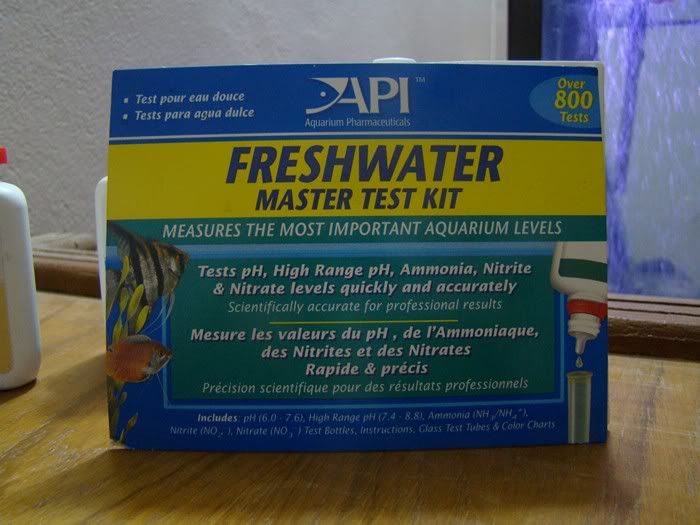 ▪ Test pour eau douce
▪ Tests para agua dulce
API™
Aquarium Pharmaceuticals
Over
800
Tests
FRESHWATER
MASTER TEST KIT
MEASURES THE MOST IMPORTANT AQUARIUM LEVELS
Tests pH, High Range pH, Ammonia, Nitrite
& Nitrate levels quickly and accurately
Scientifically accurate for professional results
Mesure les valeurs du pH , de l'Ammoniaque,
des Nitrites et des Nitrates
Rapide & précis
Précision scientifique pour des résultats professionnels
Includes: pH (6.0 - 7.6), High Range pH (7.4 - 8.8), Ammonia (NH₃/NH₄⁺),
Nitrite (NO₂⁻), Nitrate (NO₃⁻) Test Bottles, Instructions, Glass Test Tubes & Color Charts